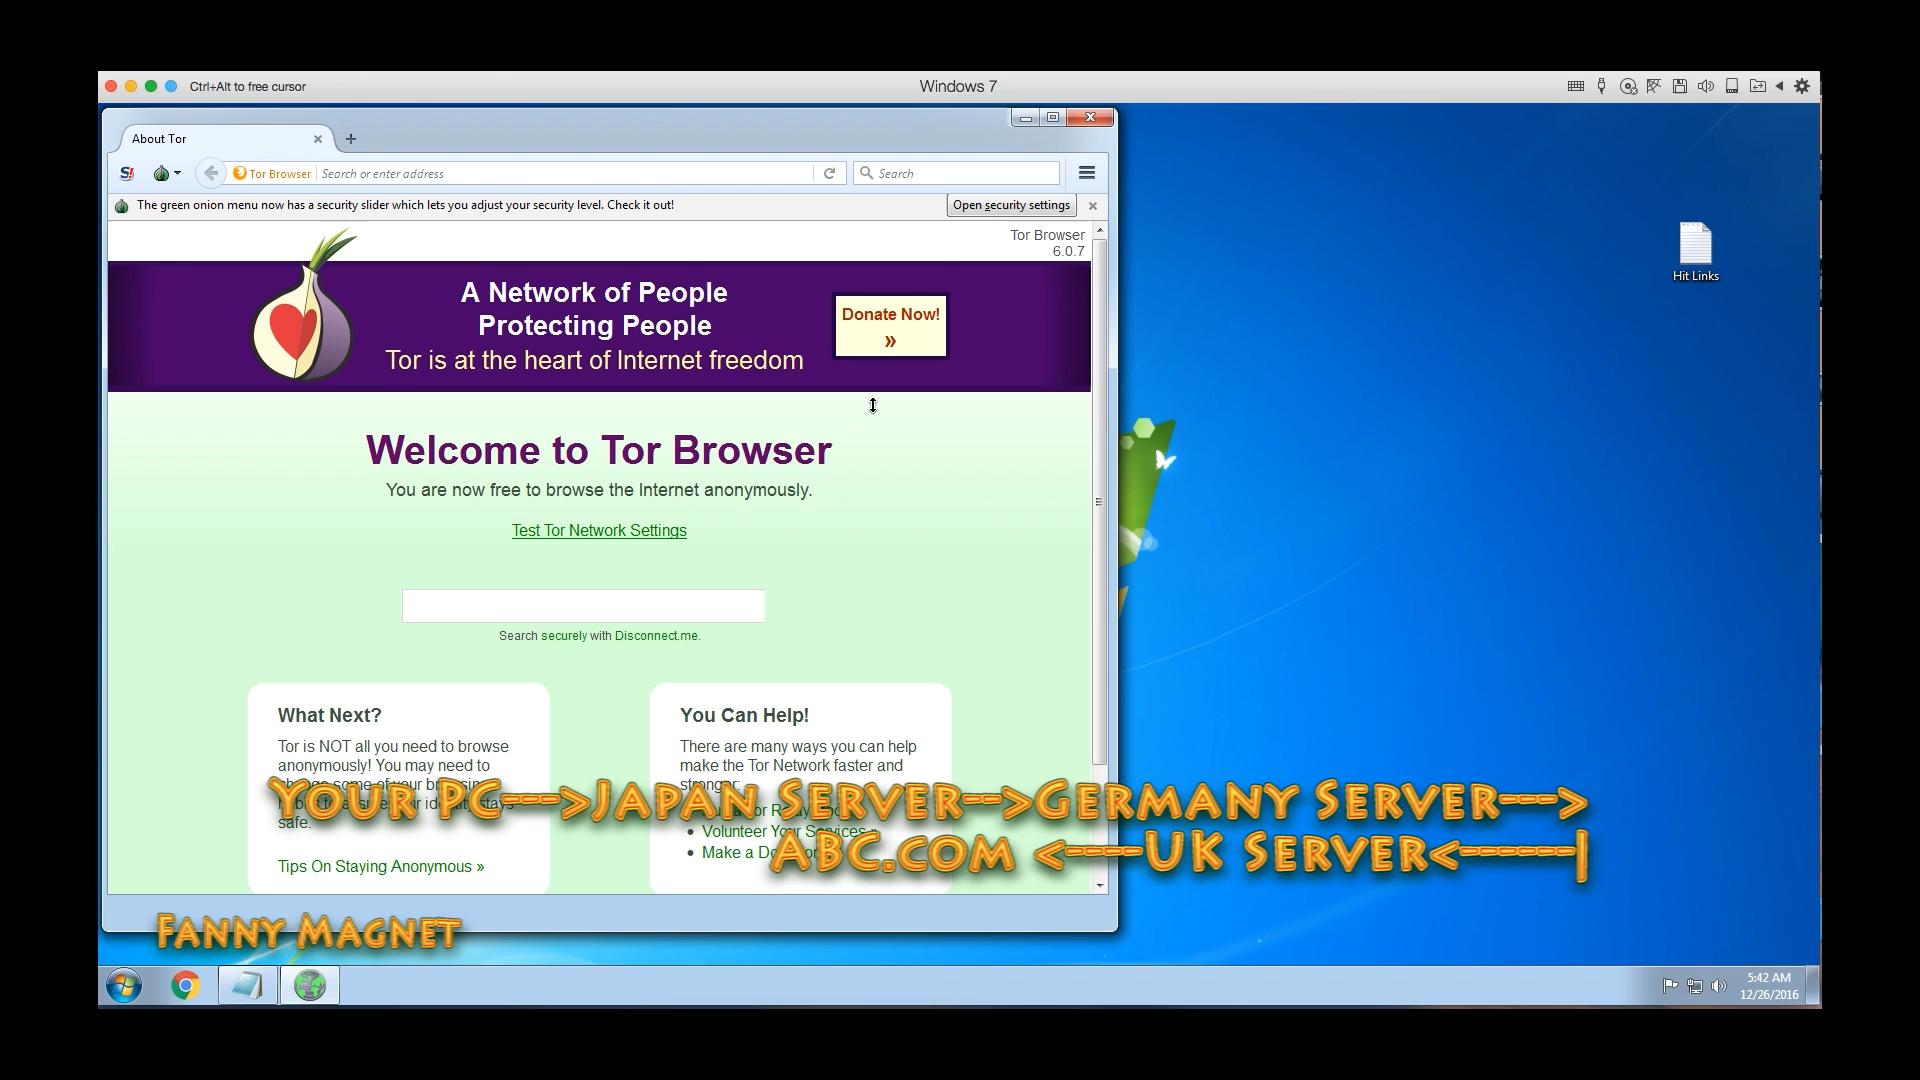 Ctrl+Alt to free cursor
Windows 7
About Tor
Tor Browser
Search or enter address
Search
The green onion menu now has a security slider which lets you adjust your security level. Check it out!
Open security settings
Tor Browser
6.0.7
A Network of People
Protecting People
Tor is at the heart of Internet freedom
Donate Now!
»
Hit Links
Welcome to Tor Browser
You are now free to browse the Internet anonymously.
Test Tor Network Settings
Search securely with Disconnect.me.
What Next?
Tor is NOT all you need to browse
anonymously! You may need to
change some of your browsing
habits to ensure your identity stays
safe.
Tips On Staying Anonymous »
You Can Help!
There are many ways you can help
make the Tor Network faster and
stronger:
Volunteer Your Services »
Make a
Your PC--->Japan Server-->Germany Server--->
ABC.com <----UK Server<------|
Fanny Magnet
5:42 AM
12/26/2016